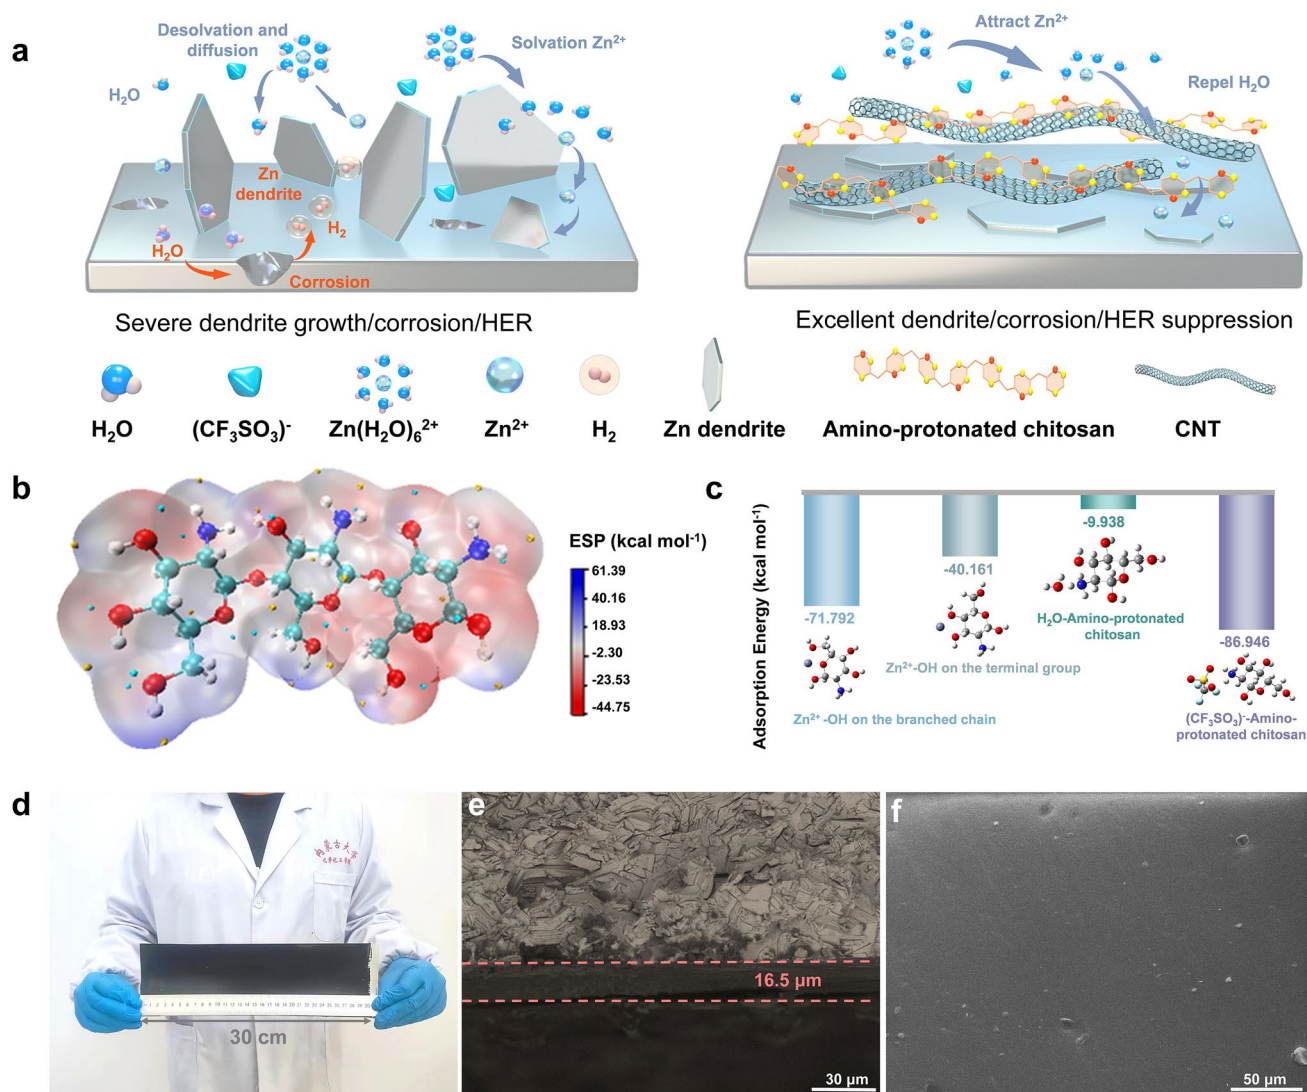 a
Desolvation and
diffusion
Solvation Zn²⁺
H₂O
Zn
dendrite
H₂
H₂O
Corrosion
Attract Zn²⁺
Repel H₂O
Severe dendrite growth/corrosion/HER
Excellent dendrite/corrosion/HER suppression
H₂O
(CF₃SO₃)⁻
Zn(H₂O)₆²⁺
Zn²⁺
H₂
Zn dendrite
Amino-protonated chitosan
CNT
b
ESP (kcal mol⁻¹)
61.39
40.16
18.93
-2.30
-23.53
-44.75
c
Adsorption Energy (kcal mol⁻¹)
-71.792
-40.161
-9.938
-86.946
Zn²⁺ -OH on the branched chain
Zn²⁺-OH on the terminal group
H₂O-Amino-protonated
chitosan
(CF₃SO₃)⁻-Amino-
protonated chitosan
d
内蒙古大学
30 cm
e
16.5 μm
30 μm
f
50 μm